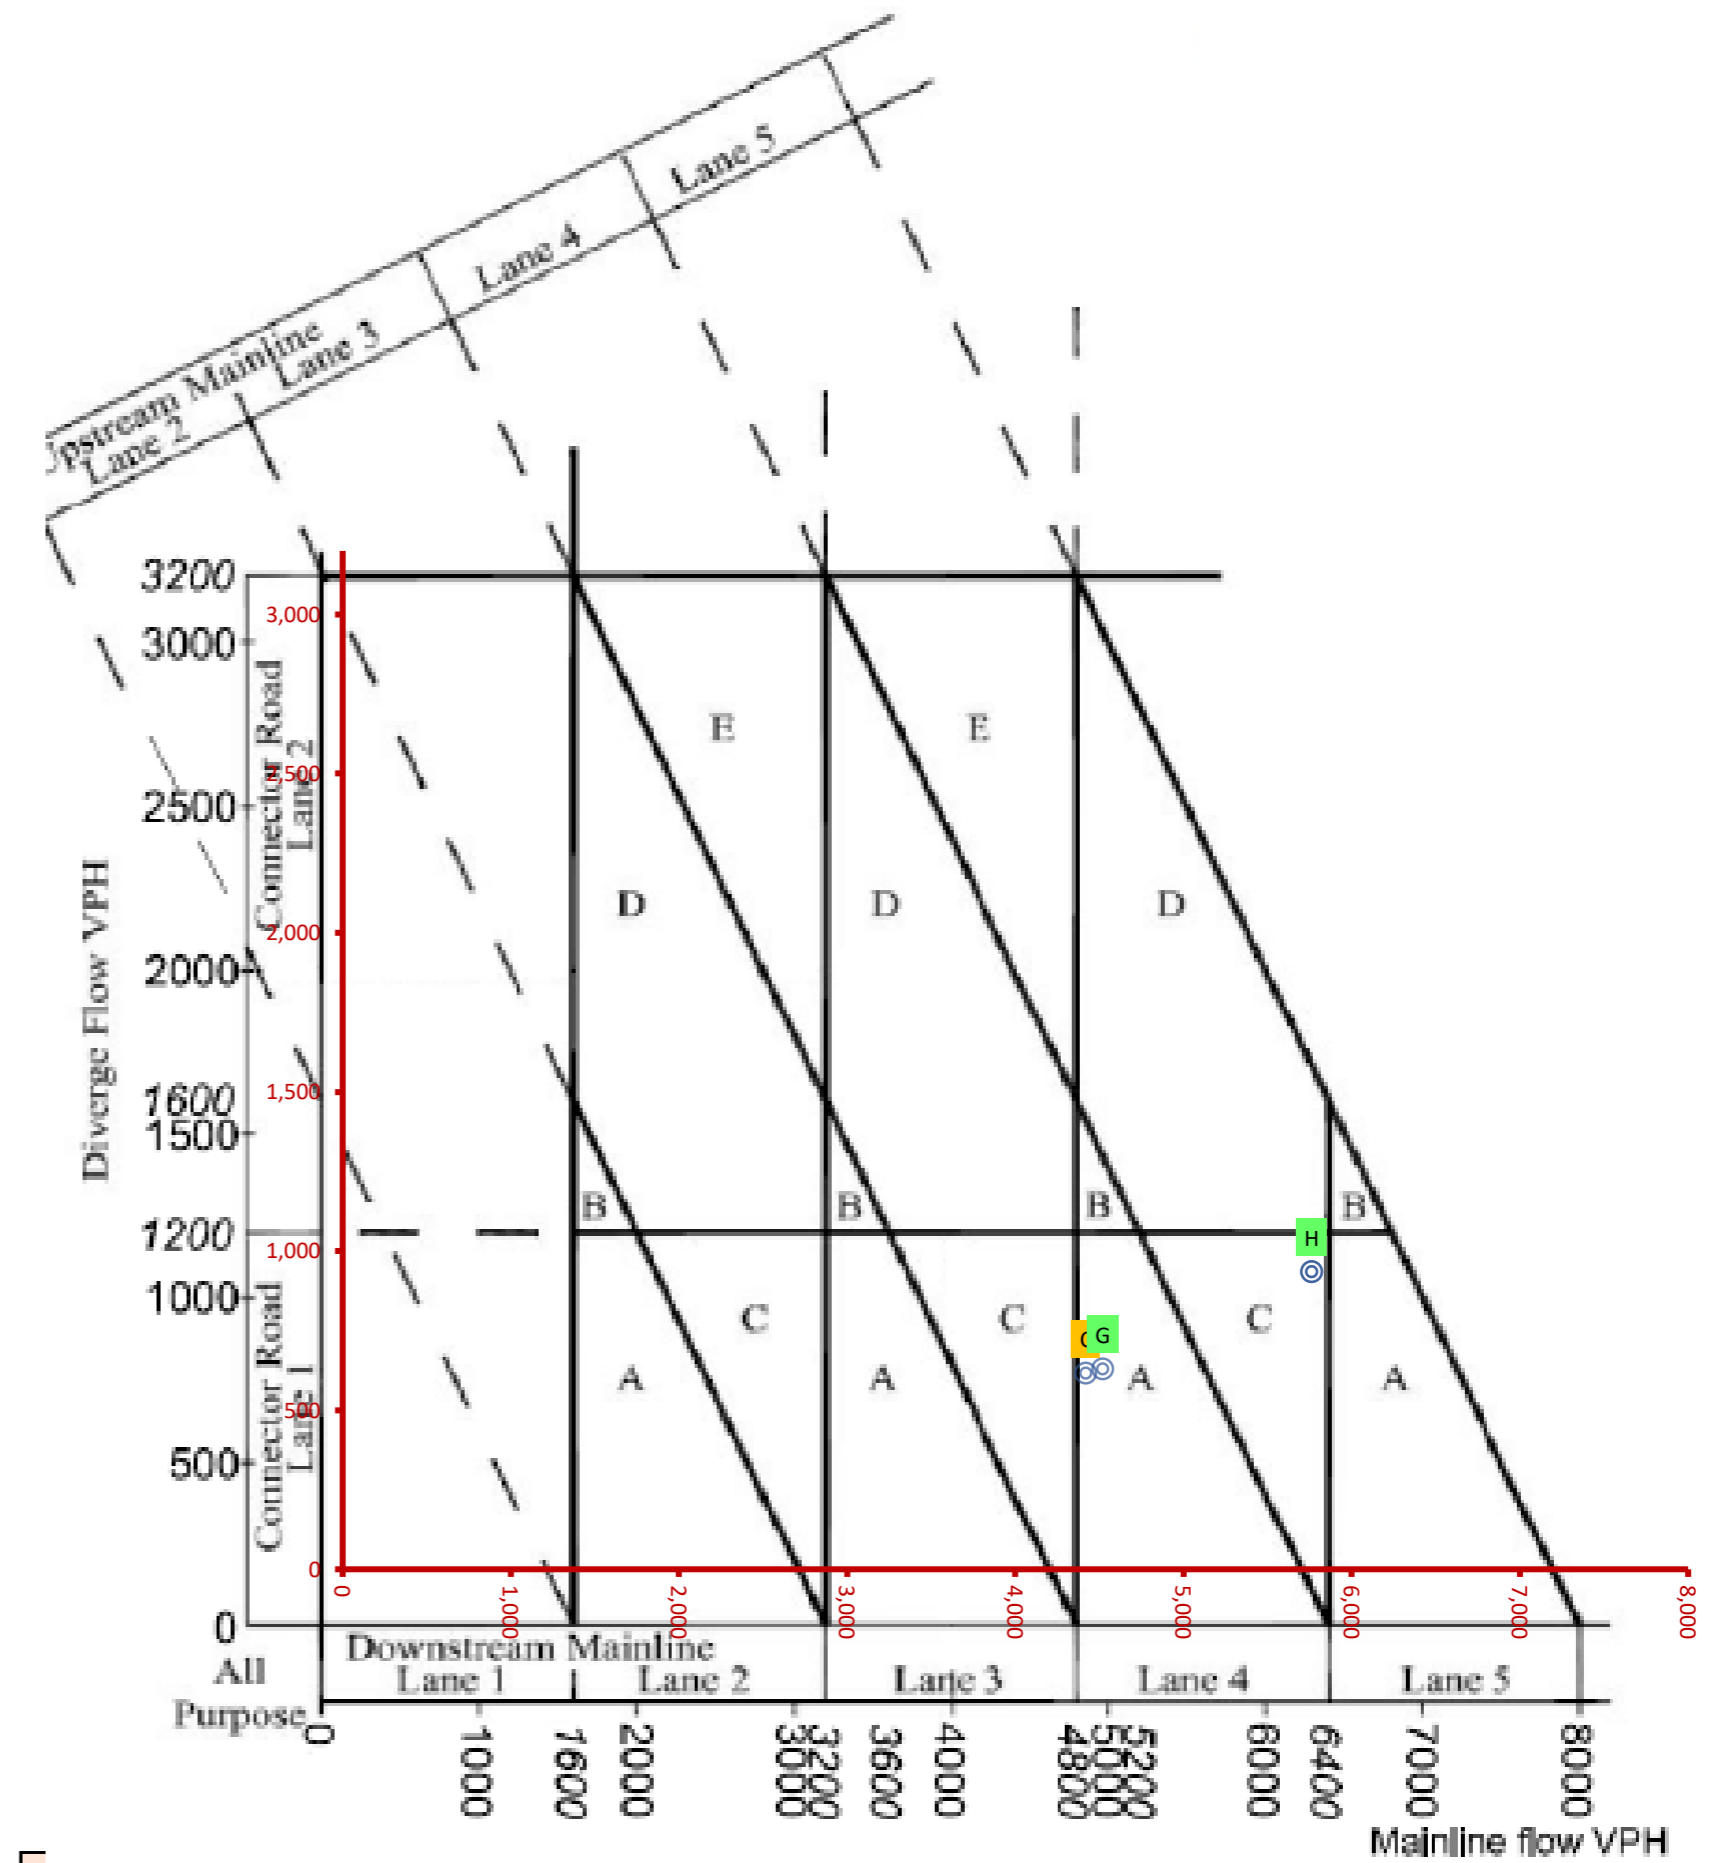 Lane 5
Lane 4
Upstream Mainline
Lane 3
Lane 2
3200
3,000
3000
Connector Road
Lane 2
E
E
2,500
2500
Diverge Flow VPH
D
D
D
2,000
2000
1600
1,500
1500
B
B
B
B
1200
H
1,000
1000
Connector Road
Lane 1
C
C
C
G
A
A
A
A
500
500
0
0
1,000
2,000
3,000
4,000
5,000
6,000
7,000
8,000
0
Downstream Mainline
All
Purpose
Lane 1
Lane 2
Lane 3
Lane 4
Lane 5
0
1000
1600
2000
3000
3200
3600
4000
4800
5000
5200
6000
6400
7000
8000
Mainline flow VPH